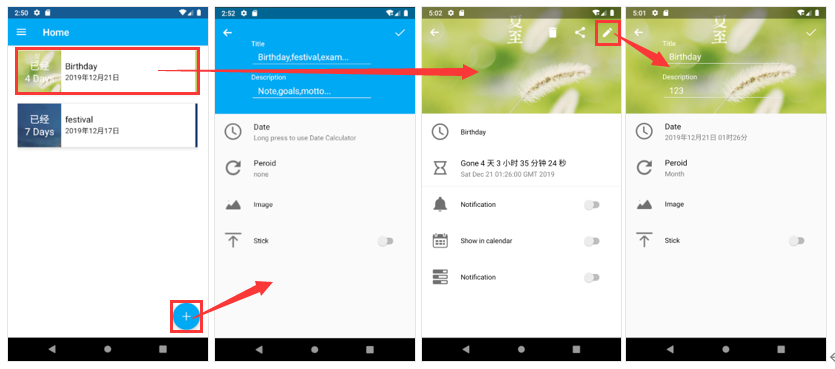 2:50
Home
已经
4 Days
Birthday
2019年12月21日
已经
7 Days
festival
2019年12月17日
+
2:52
Title
Birthday,festival,exam...
Description
Note,goals,motto...
Date
Long press to use Date Calculator
Peroid
none
Image
Stick
5:02
夏至
Birthday
Gone 4 天 3 小时 35 分钟 24 秒
Sat Dec 21 01:26:00 GMT 2019
Notification
Show in calendar
Notification
5:01
夏至
Title
Birthday
Description
123
Date
2019年12月21日 01时26分
Peroid
Month
Image
Stick